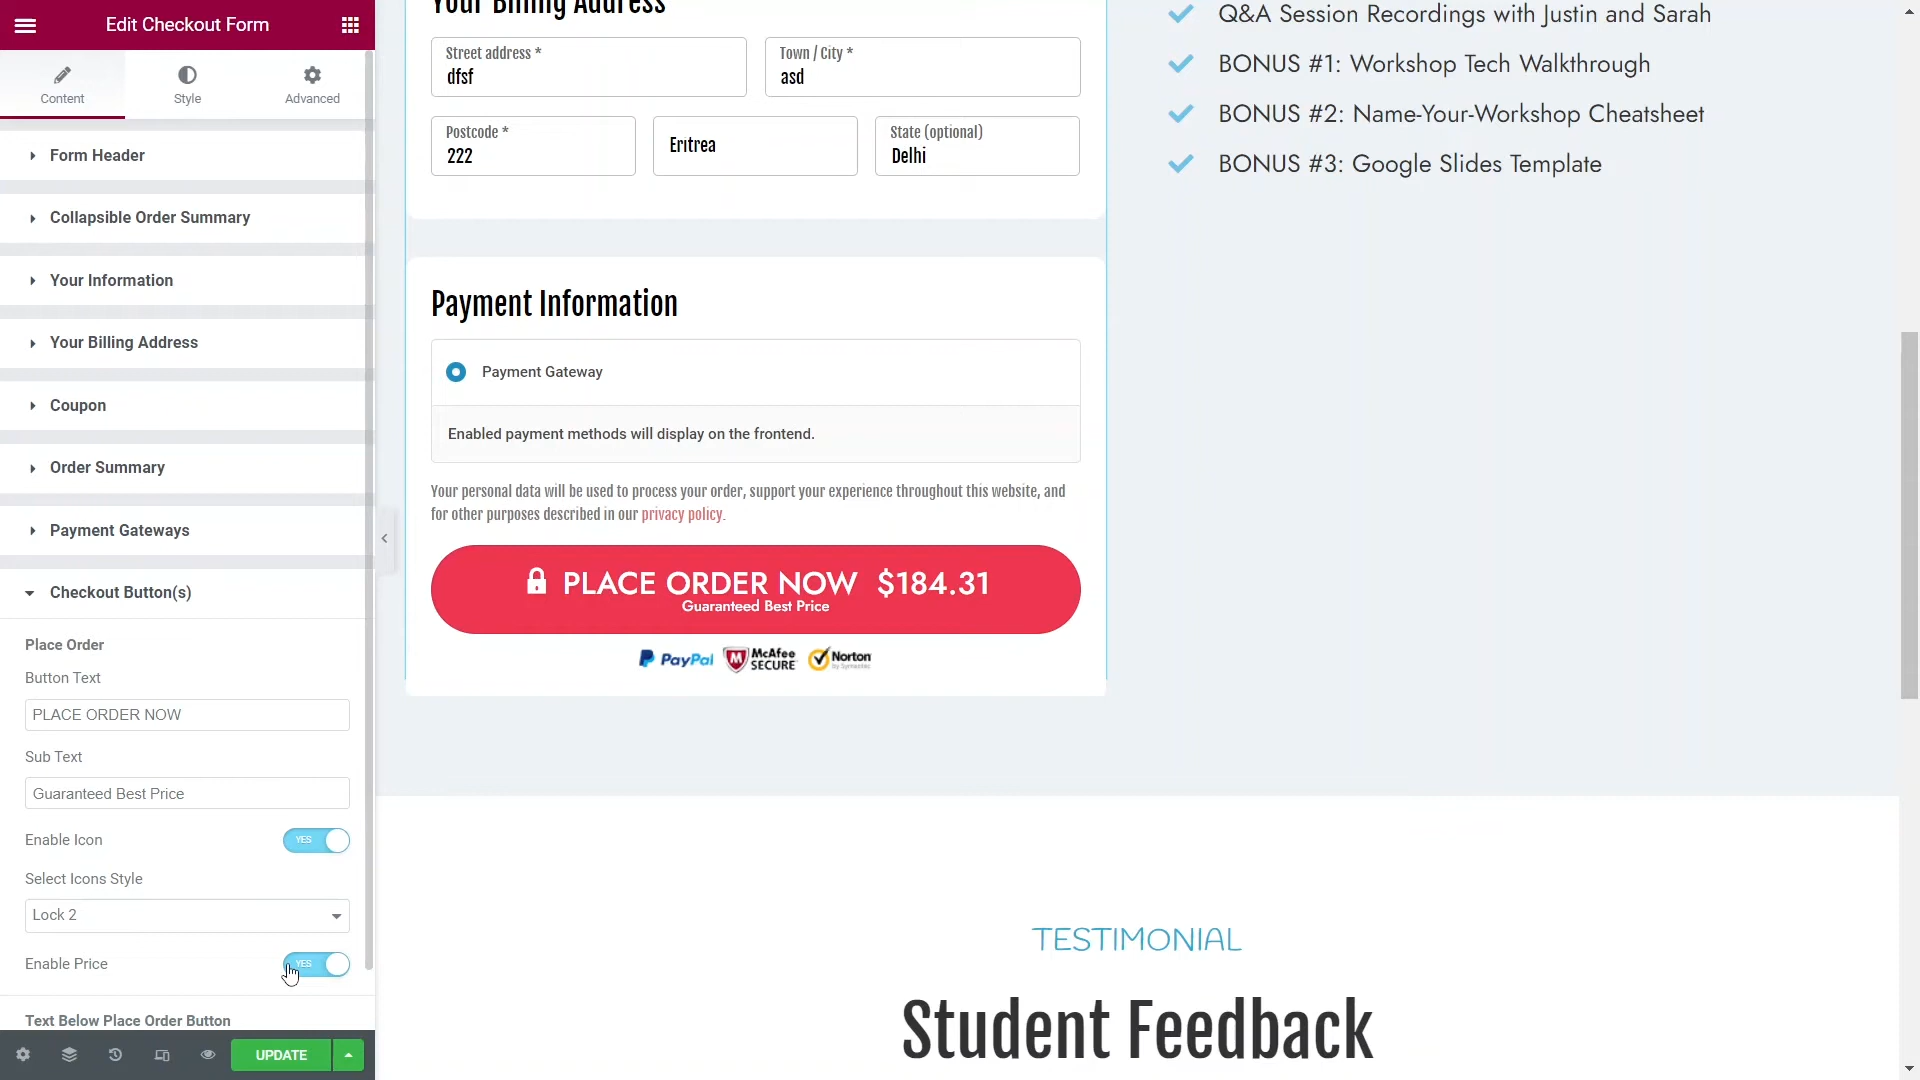 Edit Checkout Form
Content
Style
Advanced
Form Header
Collapsible Order Summary
Your Information
Your Billing Address
Coupon
Order Summary
Payment Gateways
Checkout Button(s)
Place Order
Button Text
PLACE ORDER NOW
Sub Text
Guaranteed Best Price
Enable Icon
YES
Select Icons Style
Lock 2
Enable Price
YES
Text Below Place Order Button
UPDATE
Your Billing Address
Street address *
dfsf
Town / City *
asd
Postcode *
222
Eritrea
State (optional)
Delhi
Payment Information
Payment Gateway
Enabled payment methods will display on the frontend.
Your personal data will be used to process your order, support your experience throughout this website, and
for other purposes described in our privacy policy.
PLACE ORDER NOW $184.31
Guaranteed Best Price
PayPal
McAfee
SECURE
Norton
by Symantec
Q&A Session Recordings with Justin and Sarah
BONUS #1: Workshop Tech Walkthrough
BONUS #2: Name-Your-Workshop Cheatsheet
BONUS #3: Google Slides Template
TESTIMONIAL
Student Feedback